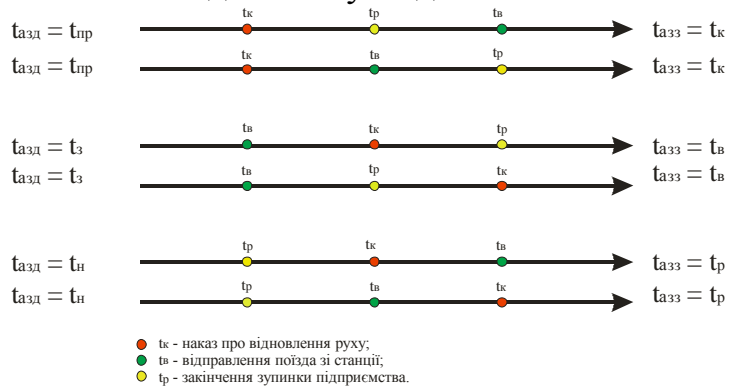 tк tр tв
tазд = tпр tазз = tк
tк tв tр
tазд = tпр tазз = tк
tв tк tр
tазд = tз tазз = tв
tв tр tк
tазд = tз tазз = tв
tр tк tв
tазд = tн tазз = tр
tр tв tк
tазд = tн tазз = tр
tк - наказ про відновлення руху;
tв - відправлення поїзда зі станції;
tр - закінчення зупинки підприємства.